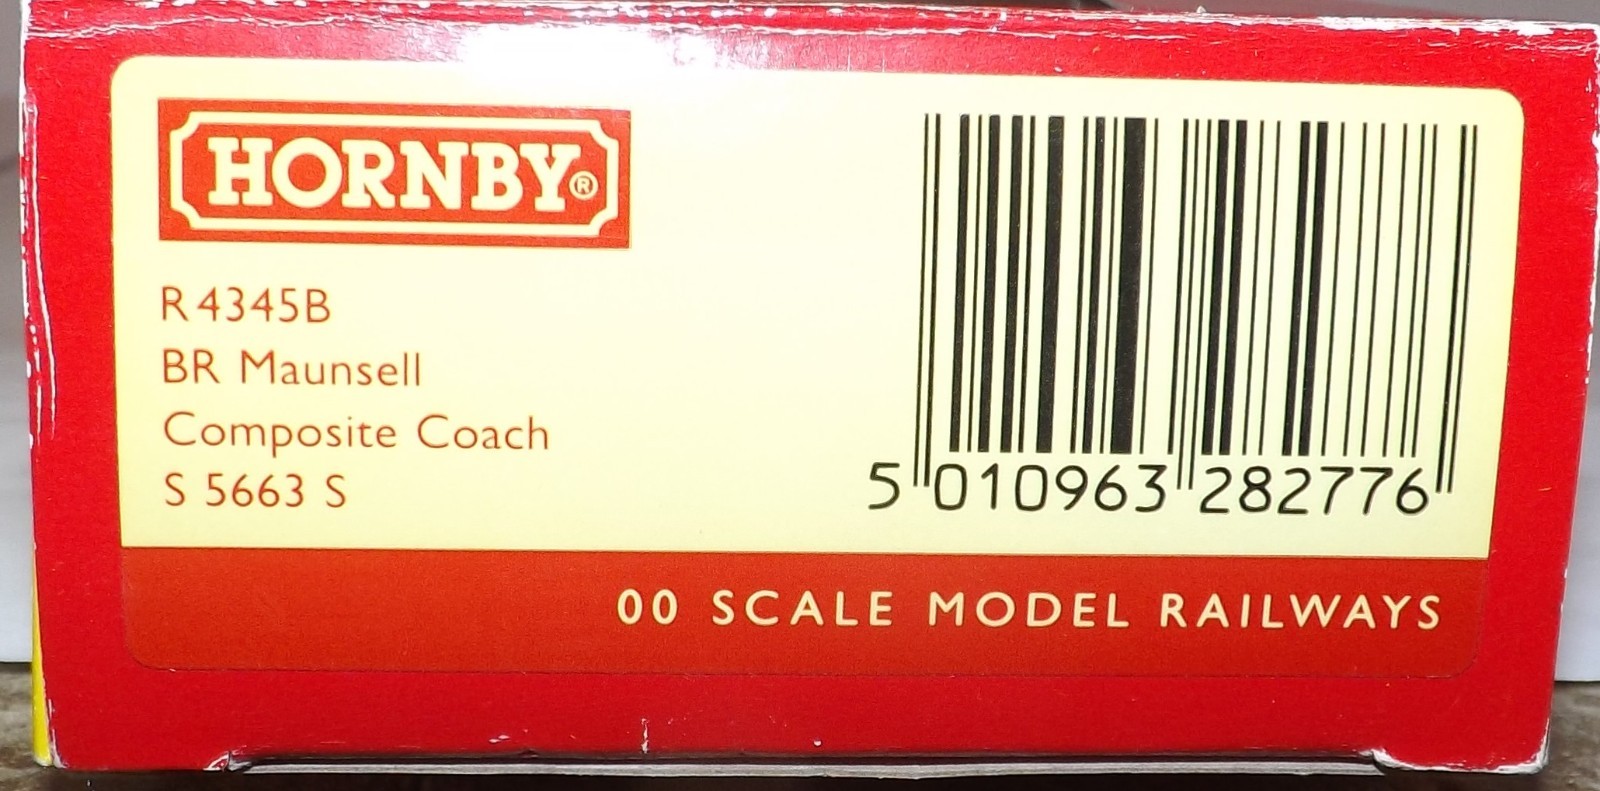 HORNBY®
R4345B
BR Maunsell
Composite Coach
S 5663 S
5 010963 282776
00 SCALE MODEL RAILWAYS